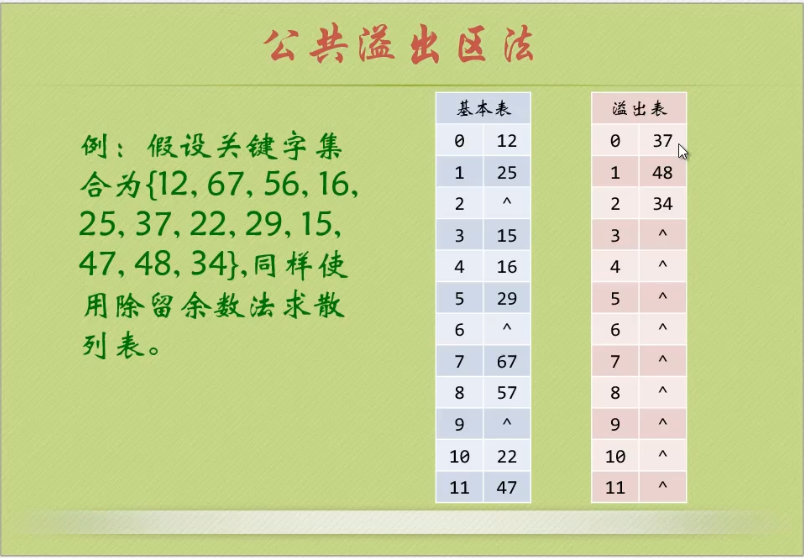 公共溢出区法
例：假设关键字集
合为{12, 67, 56, 16,
25, 37, 22, 29, 15,
47, 48, 34},同样使
用除留余数法求散
列表。
基本表
0 12
1 25
2 ^
3 15
4 16
5 29
6 ^
7 67
8 57
9 ^
10 22
11 47
溢出表
0 37
1 48
2 34
3 ^
4 ^
5 ^
6 ^
7 ^
8 ^
9 ^
10 ^
11 ^